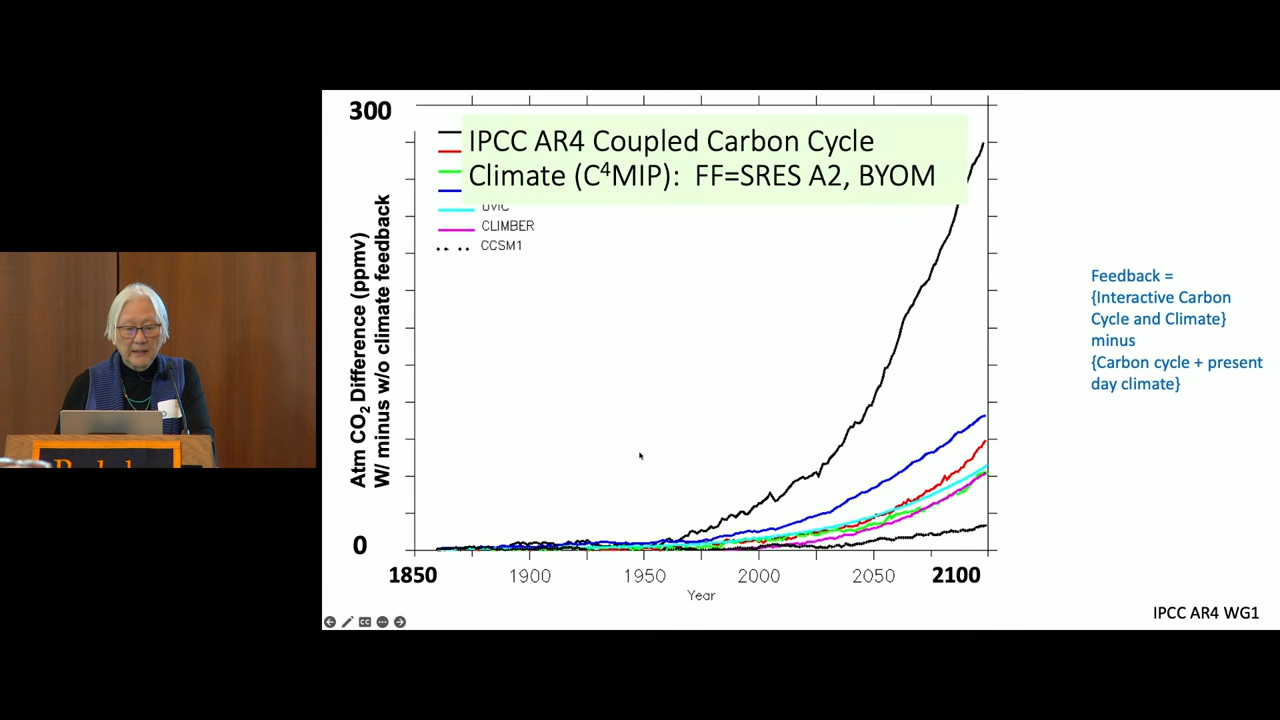 300
IPCC AR4 Coupled Carbon Cycle
Climate (C⁴MIP): FF=SRES A2, BYOM
UVIC
CLIMBER
CCSM1
Atm CO₂ Difference (ppmv)
W/ minus w/o climate feedback
0
1850
1900
1950
2000
2050
2100
Year
Feedback =
{Interactive Carbon
Cycle and Climate}
minus
{Carbon cycle + present
day climate}
IPCC AR4 WG1
CC